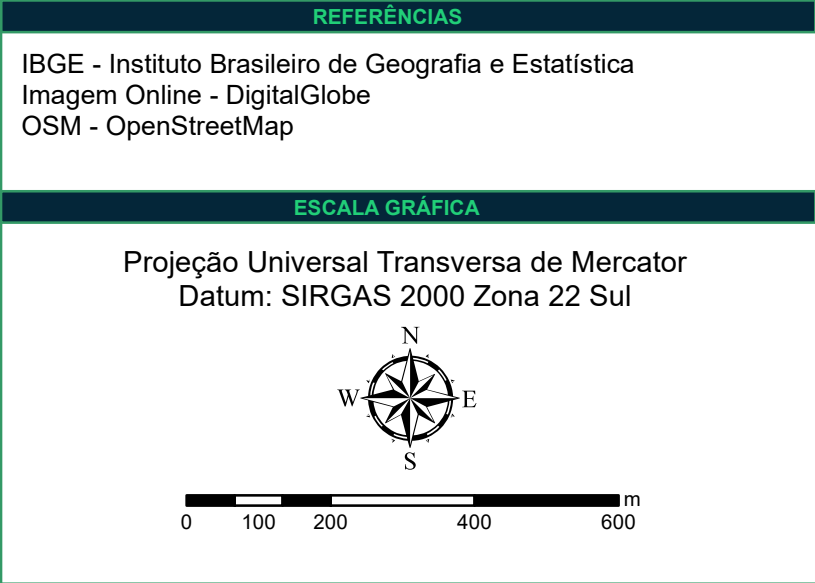 REFERÊNCIAS
IBGE - Instituto Brasileiro de Geografia e Estatística
Imagem Online - DigitalGlobe
OSM - OpenStreetMap
ESCALA GRÁFICA
Projeção Universal Transversa de Mercator
Datum: SIRGAS 2000 Zona 22 Sul
N
W E
S
m
0 100 200 400 600